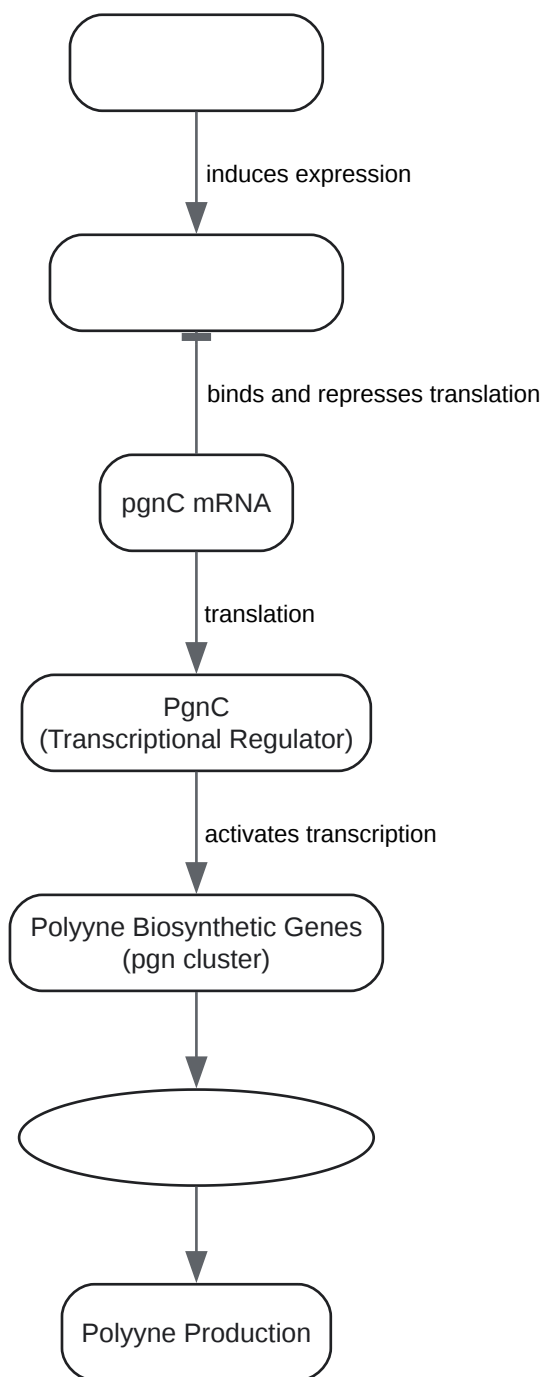 induces expression
binds and represses translation
pgnC mRNA
translation
PgnC
(Transcriptional Regulator)
activates transcription
Polyyne Biosynthetic Genes
(pgn cluster)
Polyyne Production